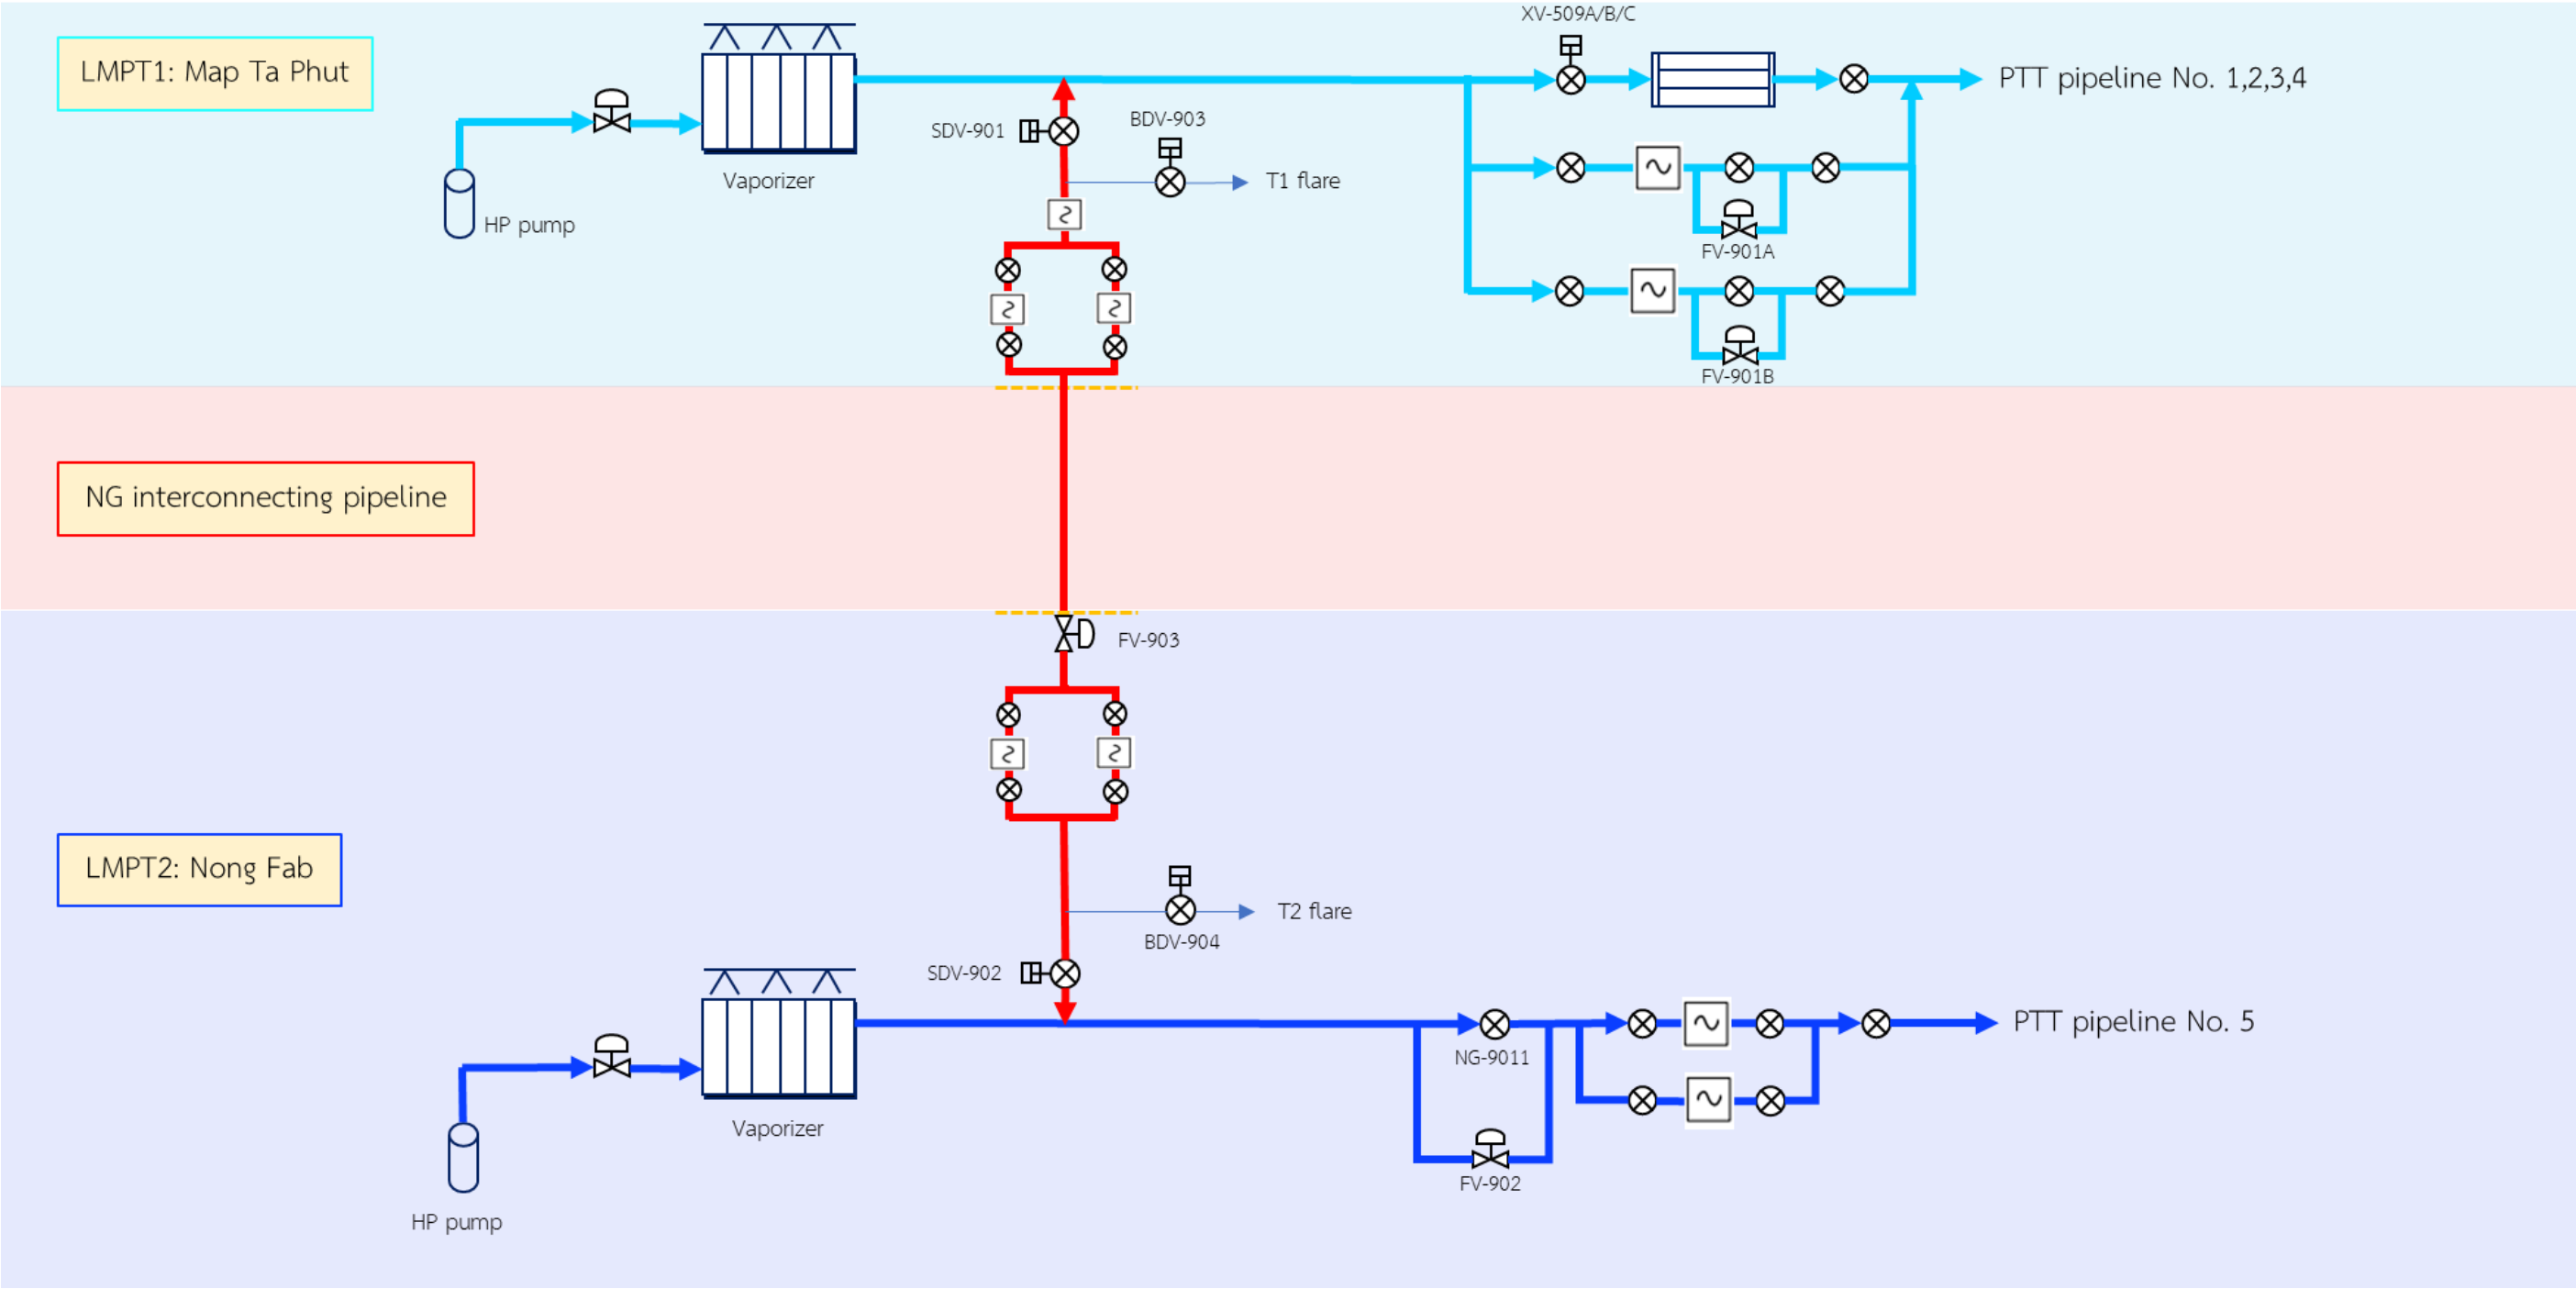 XV-509A/B/C
LMPT1: Map Ta Phut
PTT pipeline No. 1,2,3,4
SDV-901
BDV-903
Vaporizer
T1 flare
HP pump
FV-901A
FV-901B
NG interconnecting pipeline
FV-903
LMPT2: Nong Fab
T2 flare
BDV-904
SDV-902
PTT pipeline No. 5
NG-9011
Vaporizer
FV-902
HP pump